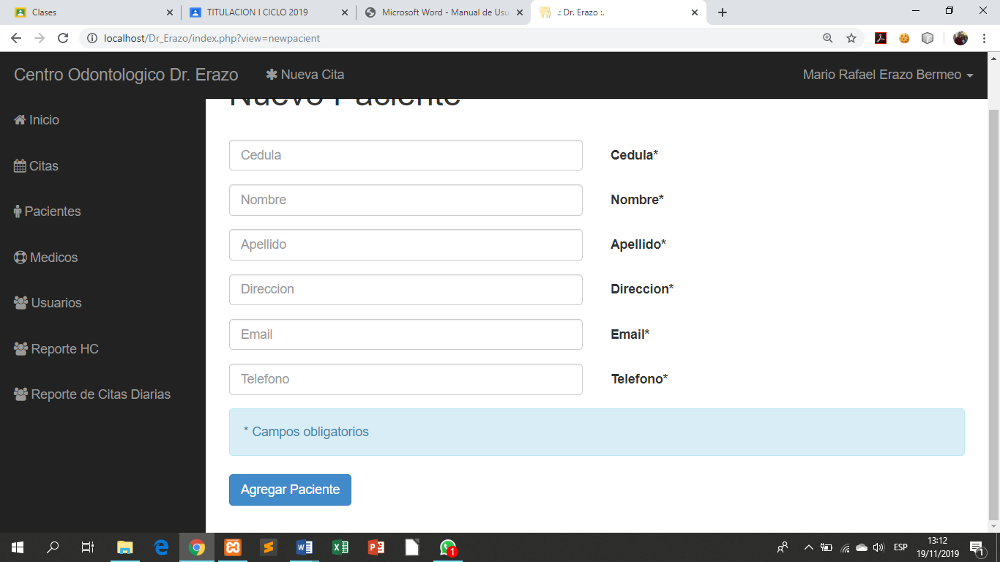 Clases
TITULACION I CICLO 2019
Microsoft Word - Manual de Usu
.: Dr. Erazo :.
localhost/Dr_Erazo/index.php?view=newpacient
Centro Odontologico Dr. Erazo
Nueva Cita
Mario Rafael Erazo Bermeo
Nuevo Paciente
Inicio
Citas
Pacientes
Medicos
Usuarios
Reporte HC
Reporte de Citas Diarias
Cedula Cedula*
Nombre Nombre*
Apellido Apellido*
Direccion Direccion*
Email Email*
Telefono Telefono*
* Campos obligatorios
Agregar Paciente
1
ESP
13:12
19/11/2019
1